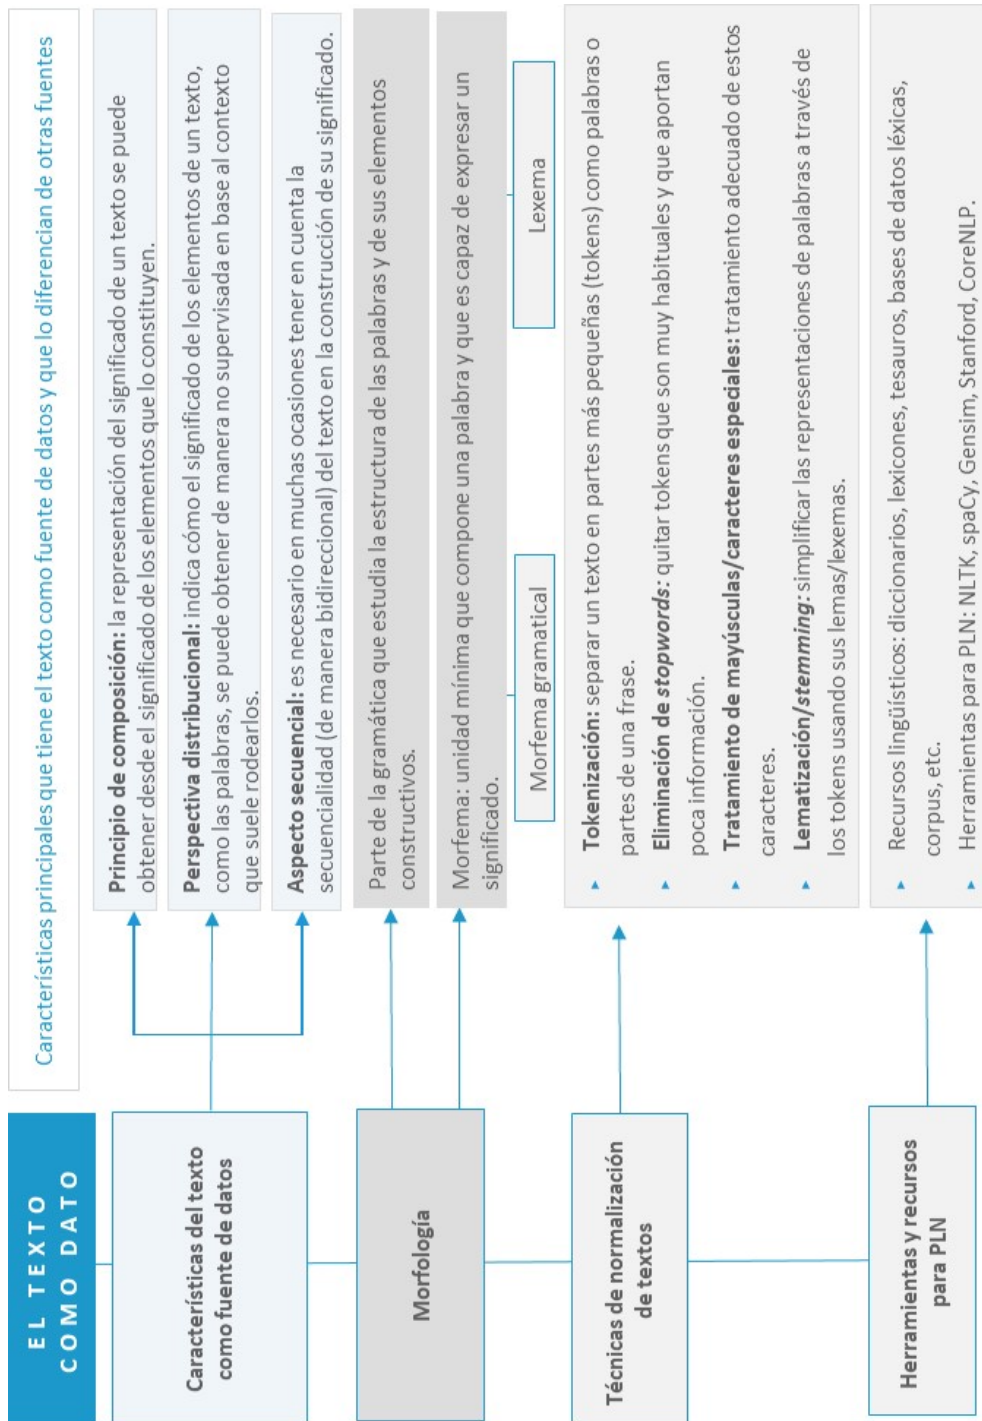 EL TEXTO
COMO DATO
Características principales que tiene el texto como fuente de datos y que lo diferencian de otras fuentes
Características del texto
como fuente de datos
Principio de composición: la representación del significado de un texto se puede
obtener desde el significado de los elementos que lo constituyen.
Perspectiva distribucional: indica cómo el significado de los elementos de un texto,
como las palabras, se puede obtener de manera no supervisada en base al contexto
que suele rodearlos.
Aspecto secuencial: es necesario en muchas ocasiones tener en cuenta la
secuencialidad (de manera bidireccional) del texto en la construcción de su significado.
Morfología
Parte de la gramática que estudia la estructura de las palabras y de sus elementos
constructivos.
Morfema: unidad mínima que compone una palabra y que es capaz de expresar un
significado.
Morfema gramatical
Lexema
Técnicas de normalización
de textos
Tokenización: separar un texto en partes más pequeñas (tokens) como palabras o
partes de una frase.
Eliminación de stopwords: quitar tokens que son muy habituales y que aportan
poca información.
Tratamiento de mayúsculas/caracteres especiales: tratamiento adecuado de estos
caracteres.
Lematización/stemming: simplificar las representaciones de palabras a través de
los tokens usando sus lemas/lexemas.
Herramientas y recursos
para PLN
Recursos lingüísticos: diccionarios, lexicones, tesauros, bases de datos léxicas,
corpus, etc.
Herramientas para PLN: NLTK, spaCy, Gensim, Stanford, CoreNLP.